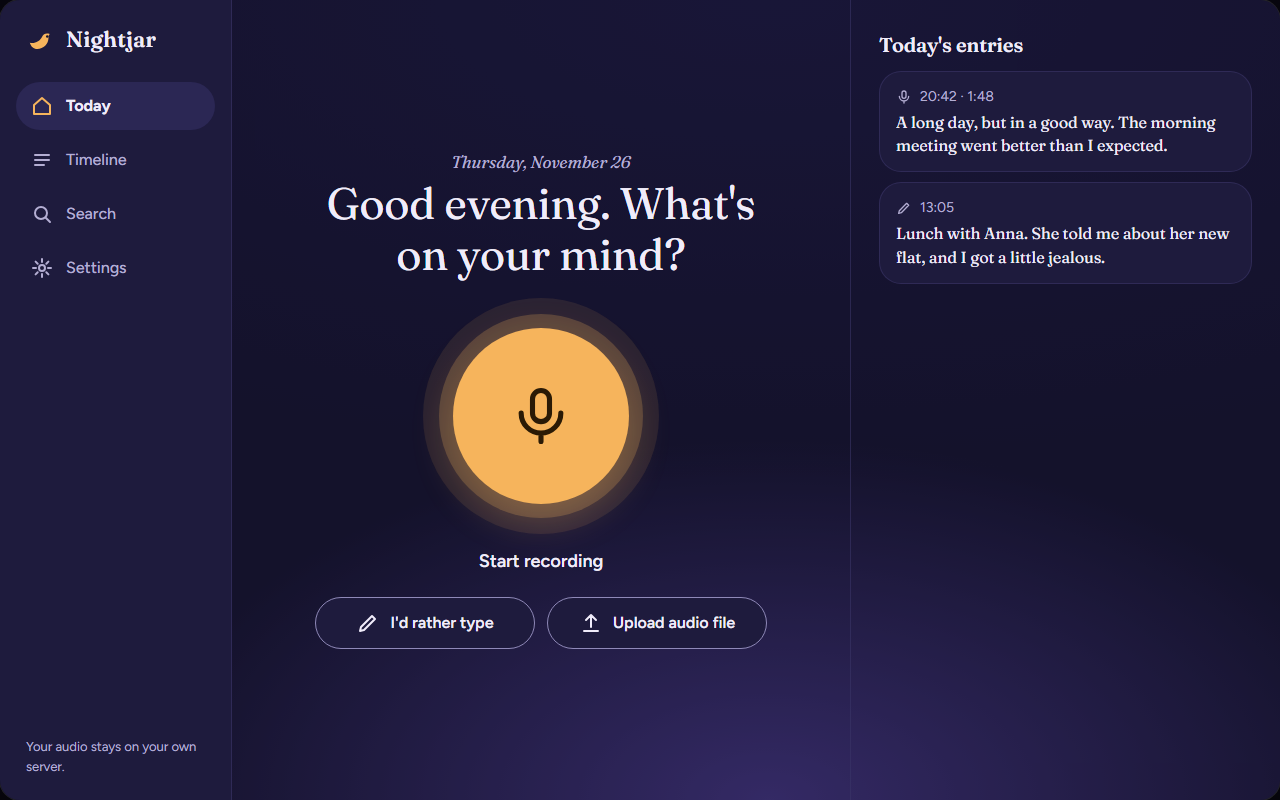 Nightjar
Today
Timeline
Search
Settings
Your audio stays on your own
server.
Thursday, November 26
Good evening. What's
on your mind?
Start recording
I'd rather type
Upload audio file
Today's entries
20:42 · 1:48
A long day, but in a good way. The morning
meeting went better than I expected.
13:05
Lunch with Anna. She told me about her new
flat, and I got a little jealous.